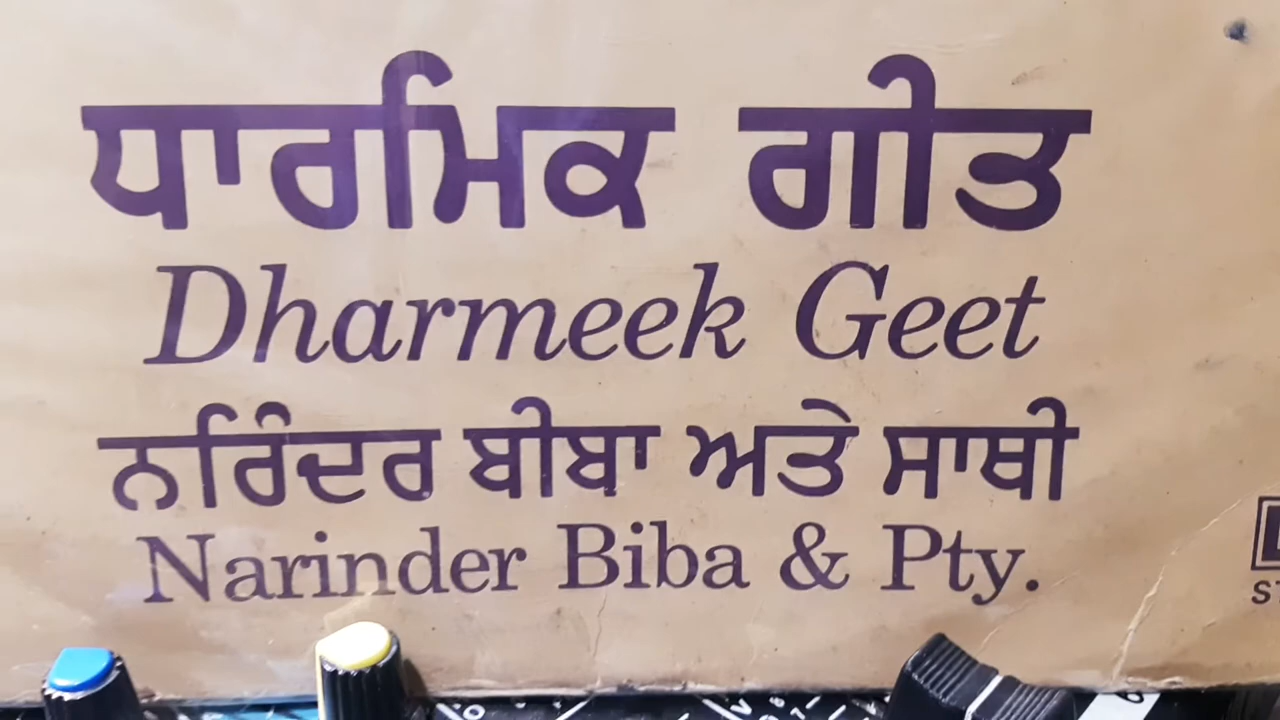 ਧਾਰਮਿਕ ਗੀਤ
Dharmeek Geet
ਨਰਿੰਦਰ ਬੀਬਾ ਅਤੇ ਸਾਥੀ
Narinder Biba & Pty.